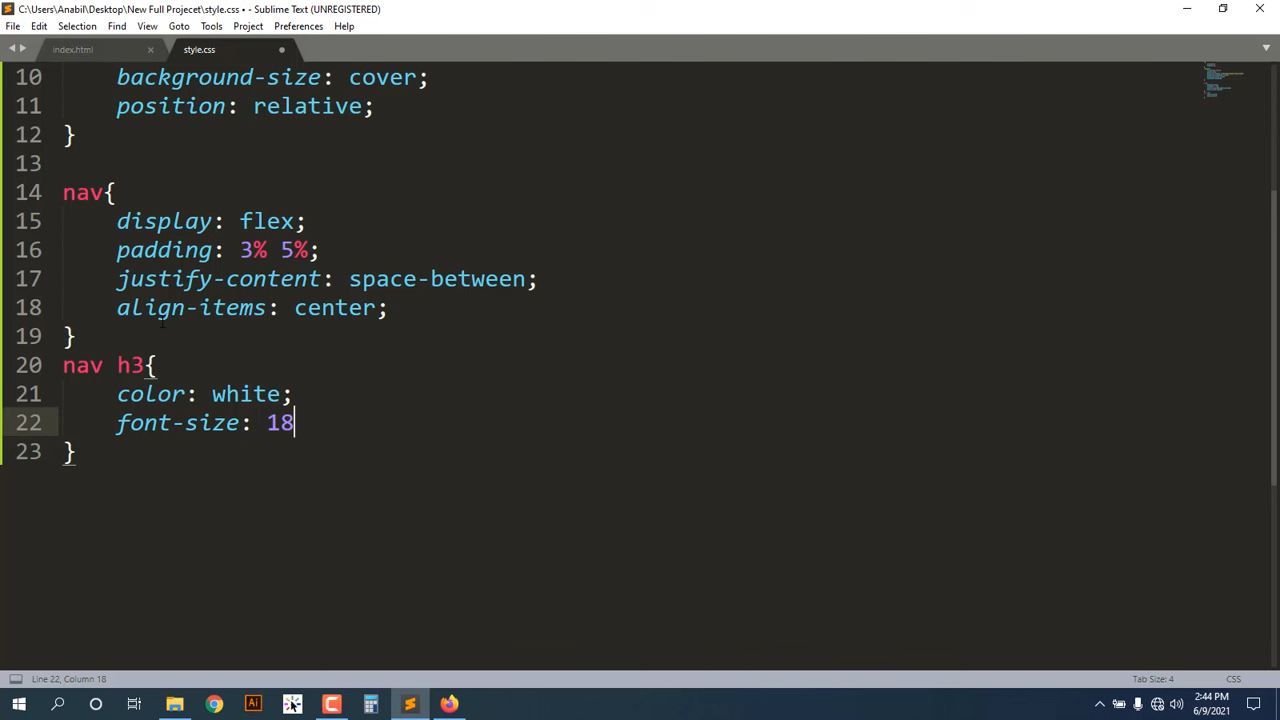 C:\Users\Anabil\Desktop\New Full Projecet\style.css • - Sublime Text (UNREGISTERED)
File Edit Selection Find View Goto Tools Project Preferences Help
index.html style.css
10 background-size: cover;
11 position: relative;
12 }
13
14 nav{
15 display: flex;
16 padding: 3% 5%;
17 justify-content: space-between;
18 align-items: center;
19 }
20 nav h3{
21 color: white;
22 font-size: 18
23 }
Line 22, Column 18 Tab Size: 4 CSS
Ai
2:44 PM
6/9/2021